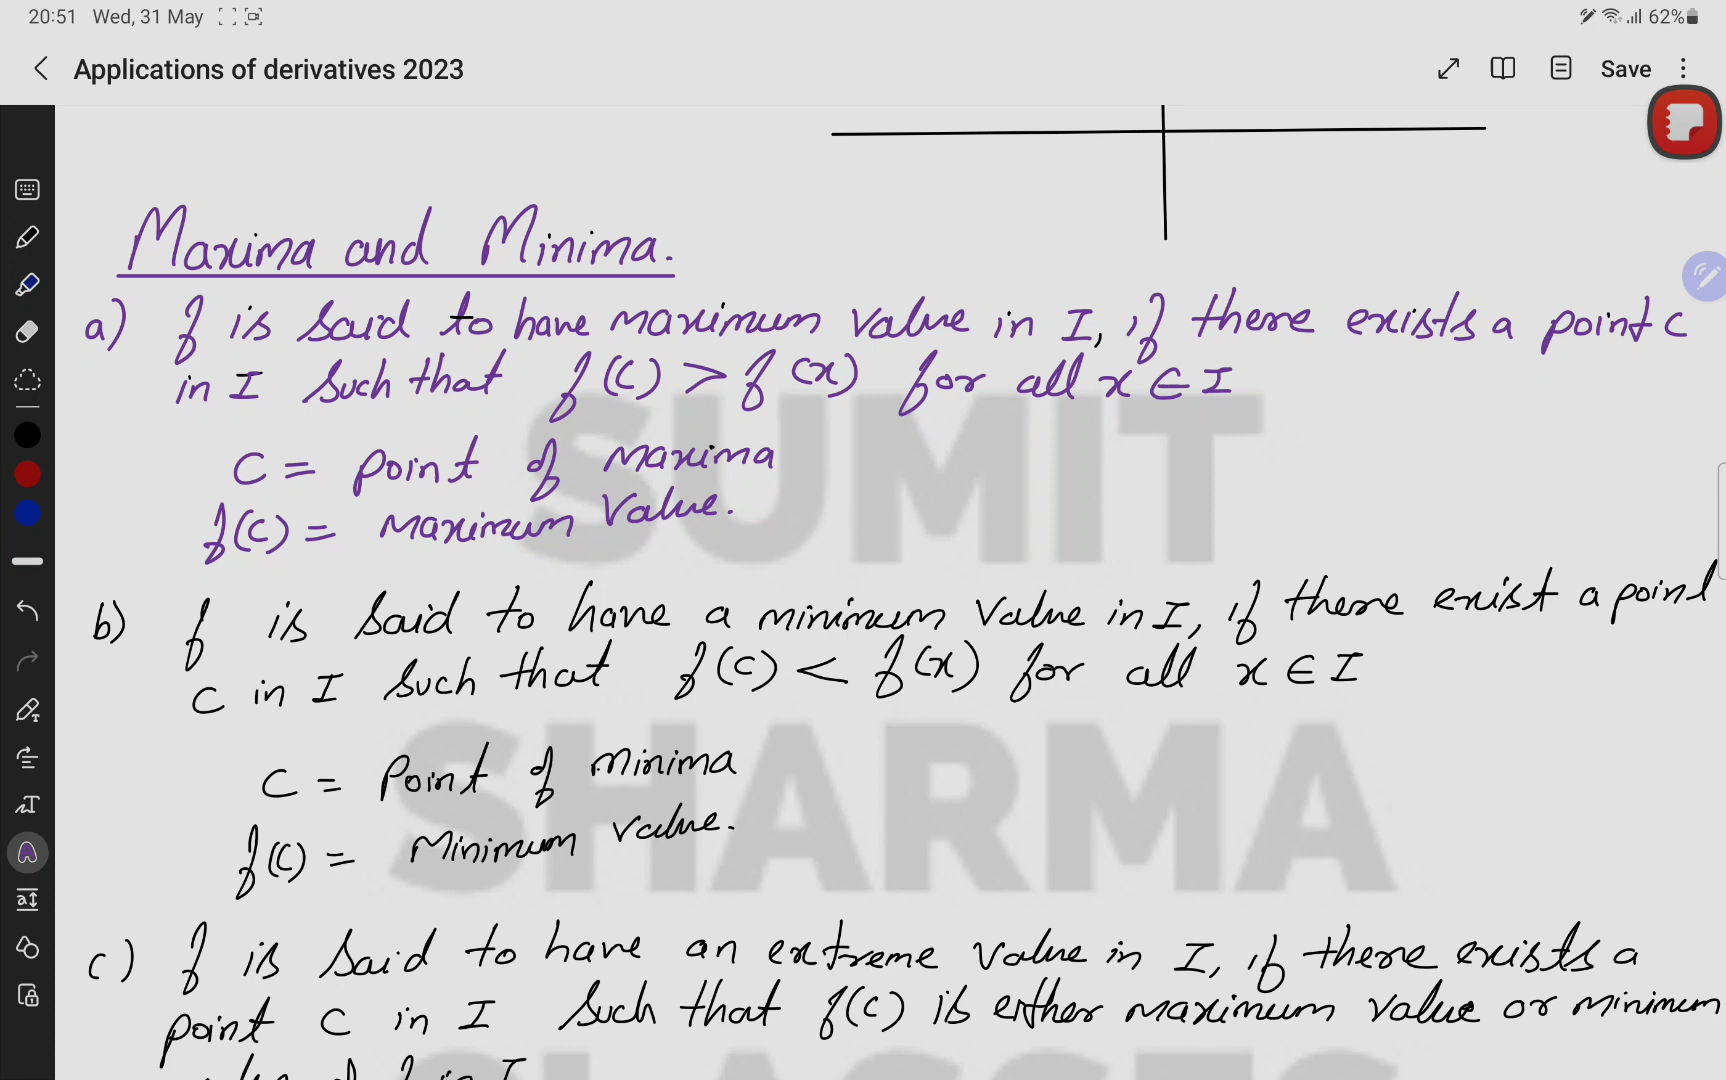 20:51 Wed, 31 May 62%
Applications of derivatives 2023 Save
Maxima and Minima.
a) f is said to have maximum value in I, if there exists a point c
in I such that f(c) > f(x) for all x ∈ I
C = point of maxima
f(c) = Maximum Value.
b) f is said to have a minimum value in I, if there exist a point
c in I such that f(c) < f(x) for all x ∈ I
C = Point of minima
f(c) = Minimum value.
c) f is said to have an extreme value in I, if there exists a
point c in I such that f(c) is either maximum value or minimum
SUMIT
SHARMA
CLASSES